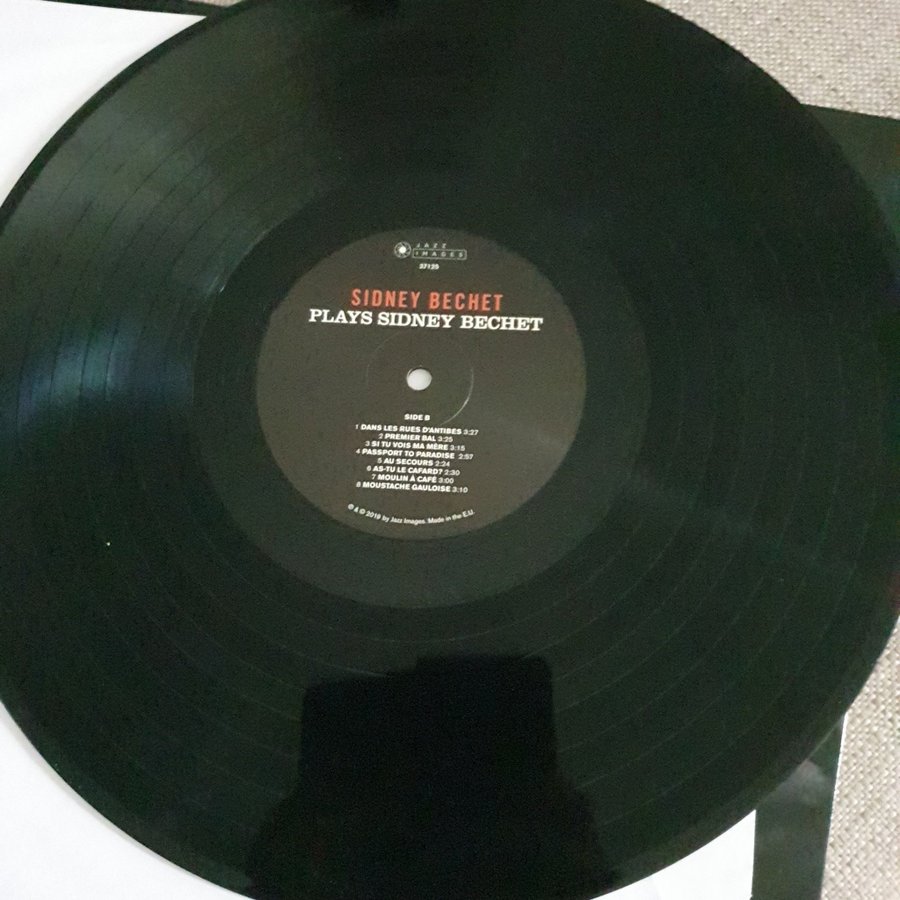 JAZZ
IMAGES
37125
SIDNEY BECHET
PLAYS SIDNEY BECHET
SIDE B
1 DANS LES RUES D'ANTIBES 3:27
2 PREMIER BAL 3:25
3 SI TU VOIS MA MÈRE 3:15
4 PASSPORT TO PARADISE 2:57
5 AU SECOURS 2:24
6 AS-TU LE CAFARD? 2:30
7 MOULIN À CAFÉ 3:00
8 MOUSTACHE GAULOISE 3:10
℗ & © 2019 by Jazz Images. Made in the E.U.